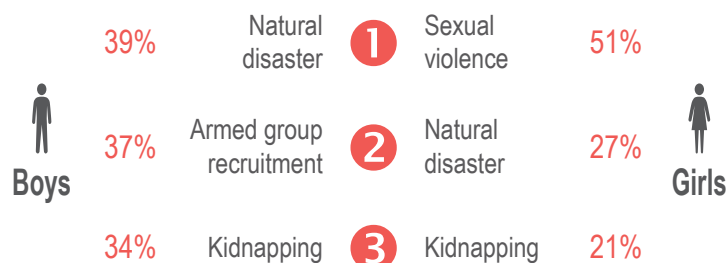 39% Natural disaster 1 Sexual violence 51%
Boys 37% Armed group recruitment 2 Natural disaster 27% Girls
34% Kidnapping 3 Kidnapping 21%